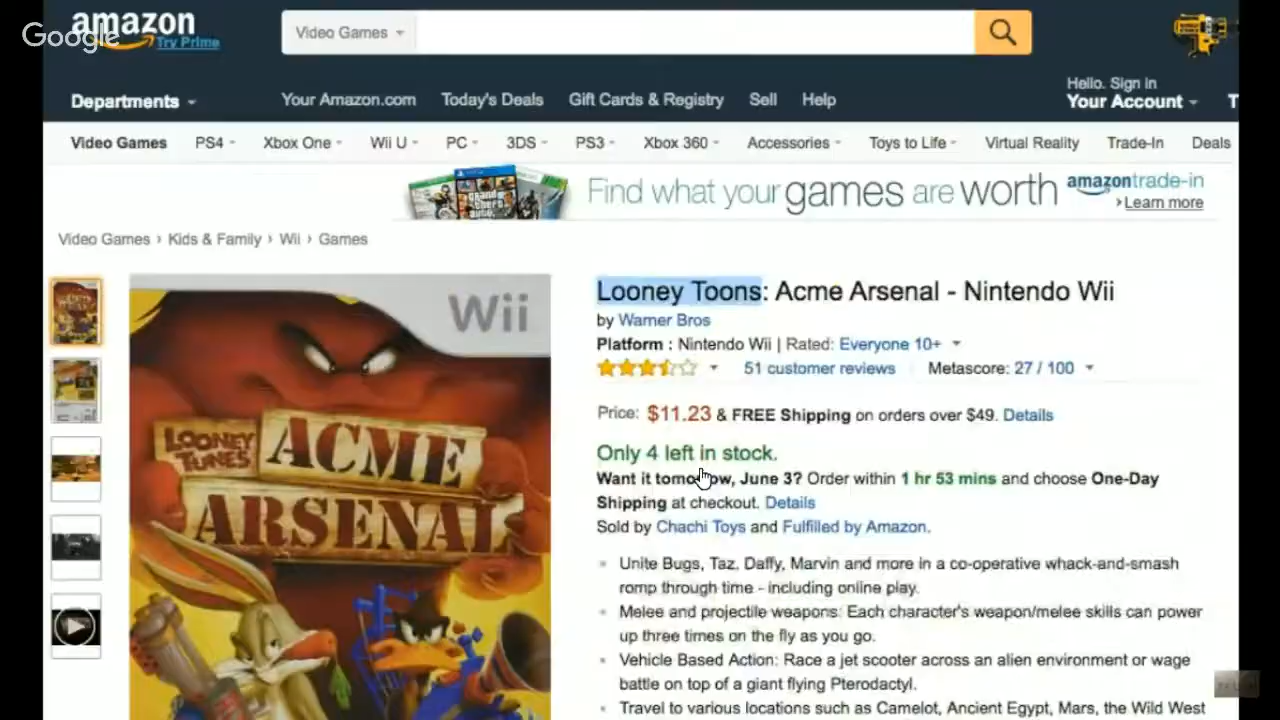 amazon
Google
Try Prime
Video Games
Hello. Sign in
Departments
Your Amazon.com Today's Deals Gift Cards & Registry Sell Help
Your Account
Video Games PS4 Xbox One Wii U PC 3DS PS3 Xbox 360 Accessories Toys to Life Virtual Reality Trade-In Deals
Find what your games are worth
amazontrade-in
›Learn more
Video Games › Kids & Family › Wii › Games
Wii
LOONEY TUNES
ACME
ARSENAL
Looney Toons: Acme Arsenal - Nintendo Wii
by Warner Bros
Platform : Nintendo Wii | Rated: Everyone 10+
51 customer reviews Metascore: 27 / 100
Price: $11.23 & FREE Shipping on orders over $49. Details
Only 4 left in stock.
Want it tomorrow, June 3? Order within 1 hr 53 mins and choose One-Day
Shipping at checkout. Details
Sold by Chachi Toys and Fulfilled by Amazon.
Unite Bugs, Taz, Daffy, Marvin and more in a co-operative whack-and-smash
romp through time - including online play.
Melee and projectile weapons: Each character's weapon/melee skills can power
up three times on the fly as you go.
Vehicle Based Action: Race a jet scooter across an alien environment or wage
battle on top of a giant flying Pterodactyl.
Travel to various locations such as Camelot, Ancient Egypt, Mars, the Wild West